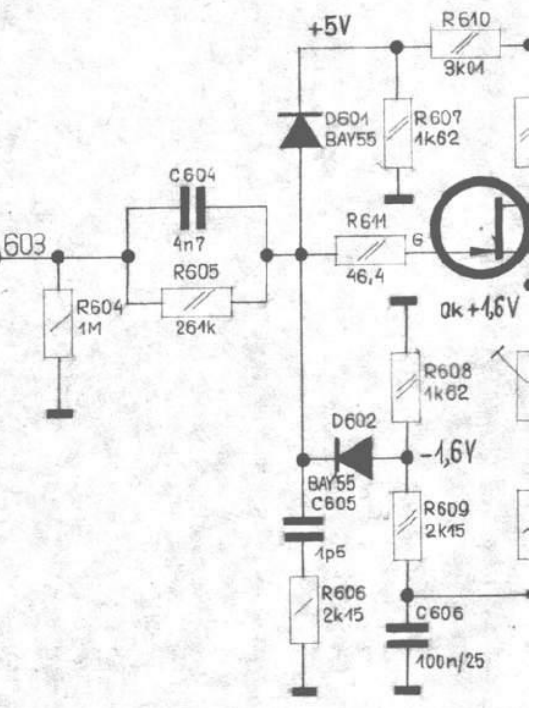 R610
+5V
3k01
D601
BAY55
R607
1k62
C604
4n7
R611
G
46,4
603
R605
261k
R604
1M
ок +1,6V
R608
1k62
D602
-1,6V
BAY55
C605
1p5
R609
2k15
R606
2k15
C606
100n/25